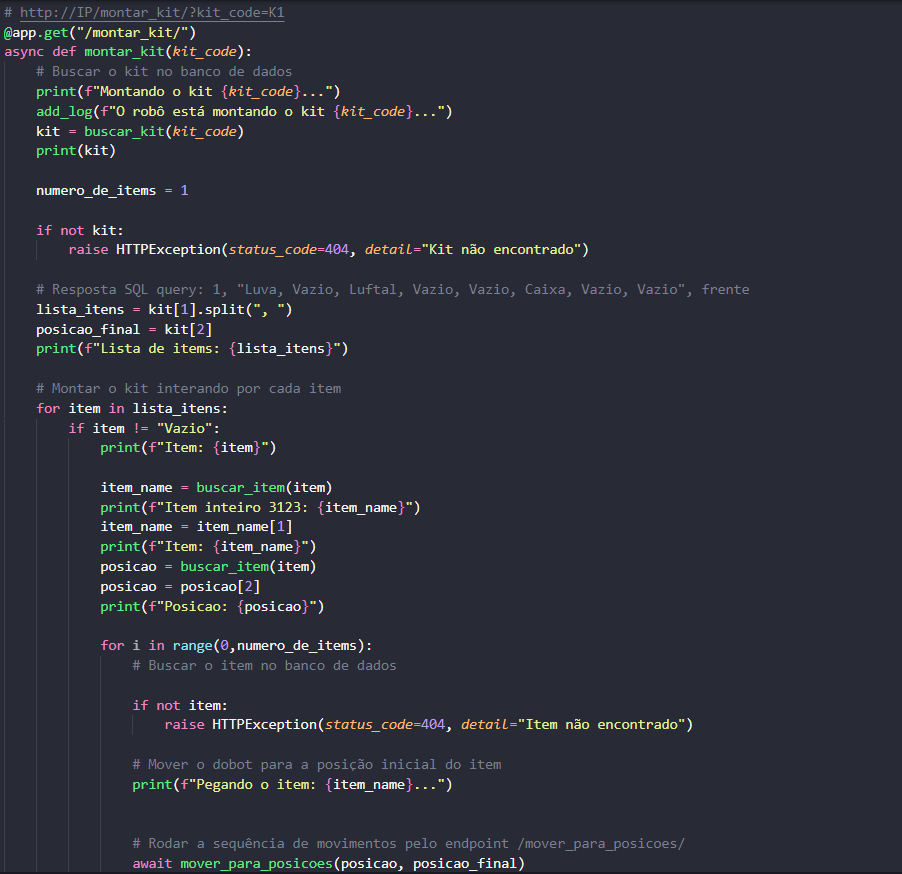 # http://IP/montar_kit/?kit_code=K1
@app.get("/montar_kit/")
async def montar_kit(kit_code):
    # Buscar o kit no banco de dados
    print(f"Montando o kit {kit_code}...")
    add_log(f"O robô está montando o kit {kit_code}...")
    kit = buscar_kit(kit_code)
    print(kit)

    numero_de_items = 1

    if not kit:
        raise HTTPException(status_code=404, detail="Kit não encontrado")

    # Resposta SQL query: 1, "Luva, Vazio, Luftal, Vazio, Vazio, Caixa, Vazio, Vazio", frente
    lista_itens = kit[1].split(", ")
    posicao_final = kit[2]
    print(f"Lista de items: {lista_itens}")

    # Montar o kit interando por cada item
    for item in lista_itens:
        if item != "Vazio":
            print(f"Item: {item}")

            item_name = buscar_item(item)
            print(f"Item inteiro 3123: {item_name}")
            item_name = item_name[1]
            print(f"Item: {item_name}")
            posicao = buscar_item(item)
            posicao = posicao[2]
            print(f"Posicao: {posicao}")

            for i in range(0,numero_de_items):
                # Buscar o item no banco de dados

                if not item:
                    raise HTTPException(status_code=404, detail="Item não encontrado")

                # Mover o dobot para a posição inicial do item
                print(f"Pegando o item: {item_name}...")


                # Rodar a sequência de movimentos pelo endpoint /mover_para_posicoes/
                await mover_para_posicoes(posicao, posicao_final)